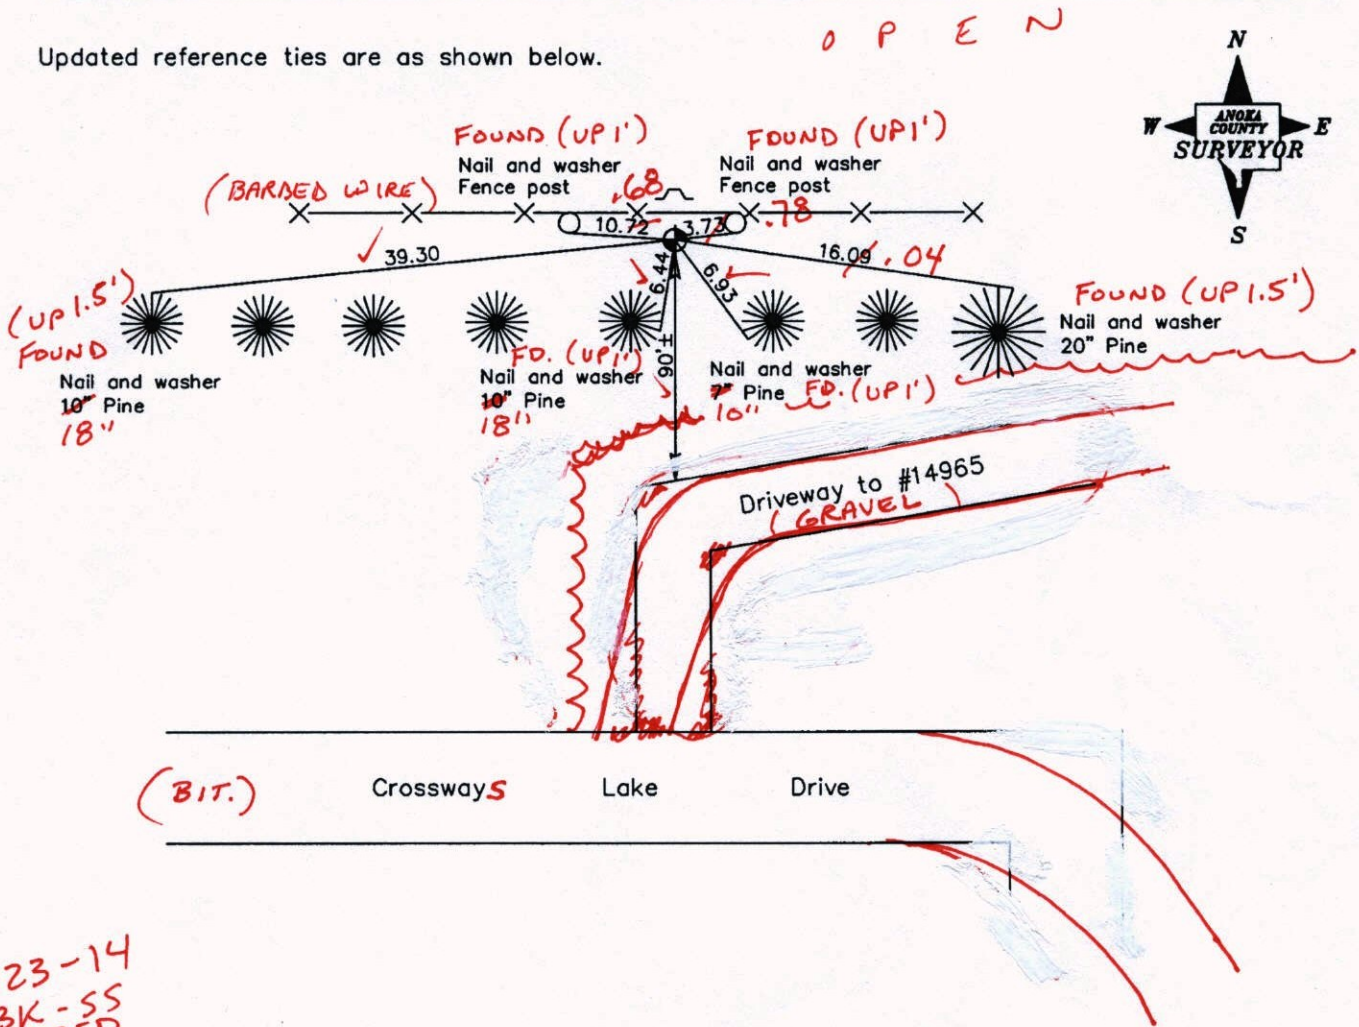 O P E N
Updated reference ties are as shown below.
N
W ANOKA COUNTY E
SURVEYOR
S
FOUND (UP 1')
Nail and washer
Fence post
FOUND (UP 1')
Nail and washer
Fence post
(BARBED WIRE)
.68
.78
10.72
3.73
39.30
16.09
.04
6.44
6.93
90'±
(UP 1.5')
FOUND
Nail and washer
10" Pine
18"
FD. (UP 1')
Nail and washer
10" Pine
18"
Nail and washer
7" Pine FD. (UP 1')
10"
FOUND (UP 1.5')
Nail and washer
20" Pine
Driveway to #14965
(GRAVEL)
(BIT.) Crossways Lake Drive
23-14
BK-SS